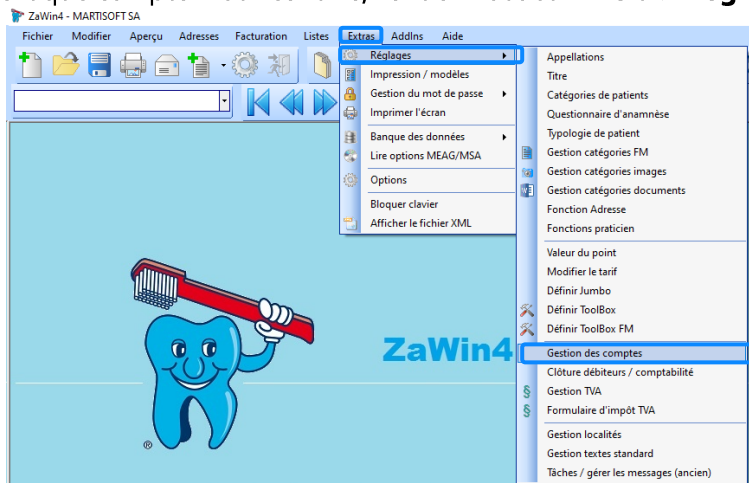 ZaWin4 - MARTISOFT SA
Fichier Modifier Aperçu Adresses Facturation Listes Extras AddIns Aide
Réglages
Impression / modèles
Gestion du mot de passe
Imprimer l'écran
Banque des données
Lire options MEAG/MSA
Options
Bloquer clavier
Afficher le fichier XML
Appellations
Titre
Catégories de patients
Questionnaire d'anamnèse
Typologie de patient
Gestion catégories FM
Gestion catégories images
Gestion catégories documents
Fonction Adresse
Fonctions praticien
Valeur du point
Modifier le tarif
Définir Jumbo
Définir ToolBox
Définir ToolBox FM
Gestion des comptes
Clôture débiteurs / comptabilité
§ Gestion TVA
§ Formulaire d'impôt TVA
Gestion localités
Gestion textes standard
Tâches / gérer les messages (ancien)
ZaWin4
®